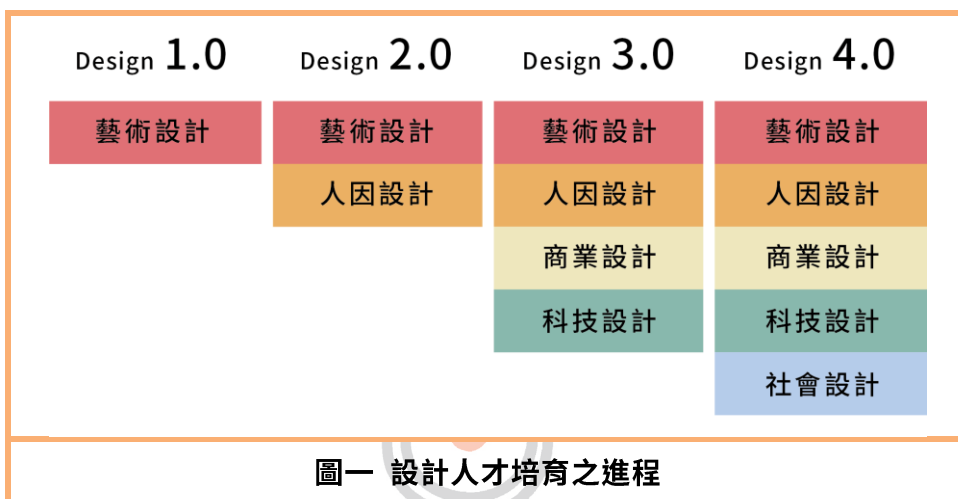 Design 1.0 Design 2.0 Design 3.0 Design 4.0
藝術設計 藝術設計 藝術設計 藝術設計
人因設計 人因設計 人因設計
商業設計 商業設計
科技設計 科技設計
社會設計
圖一 設計人才培育之進程